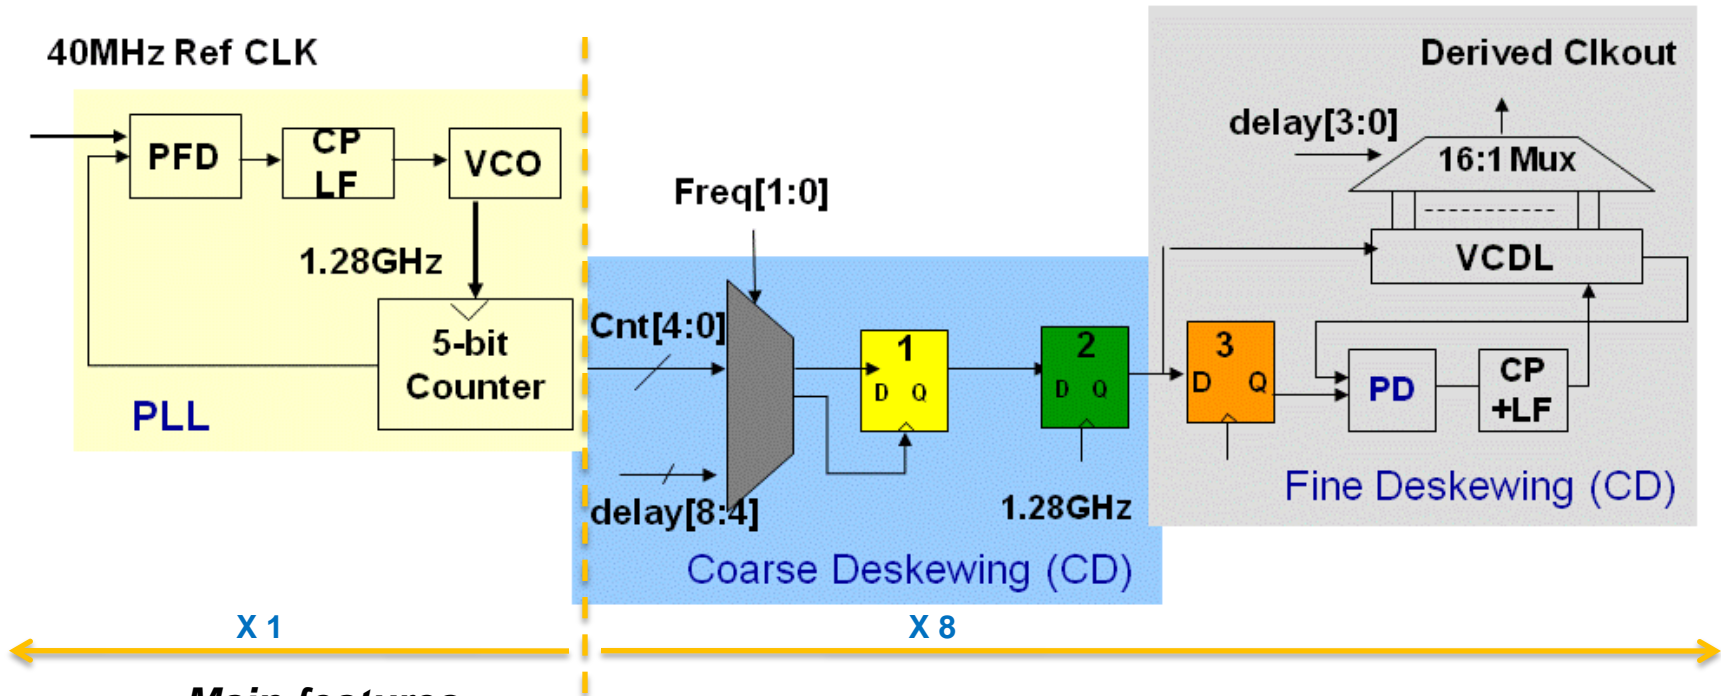 40MHz Ref CLK
PFD
CP
LF
VCO
1.28GHz
5-bit
Counter
PLL
Freq[1:0]
Cnt[4:0]
delay[8:4]
1
D Q
2
D Q
1.28GHz
Coarse Deskewing (CD)
Derived Clkout
delay[3:0]
16:1 Mux
VCDL
3
D Q
PD
CP
+LF
Fine Deskewing (CD)
X 1
X 8
Main features